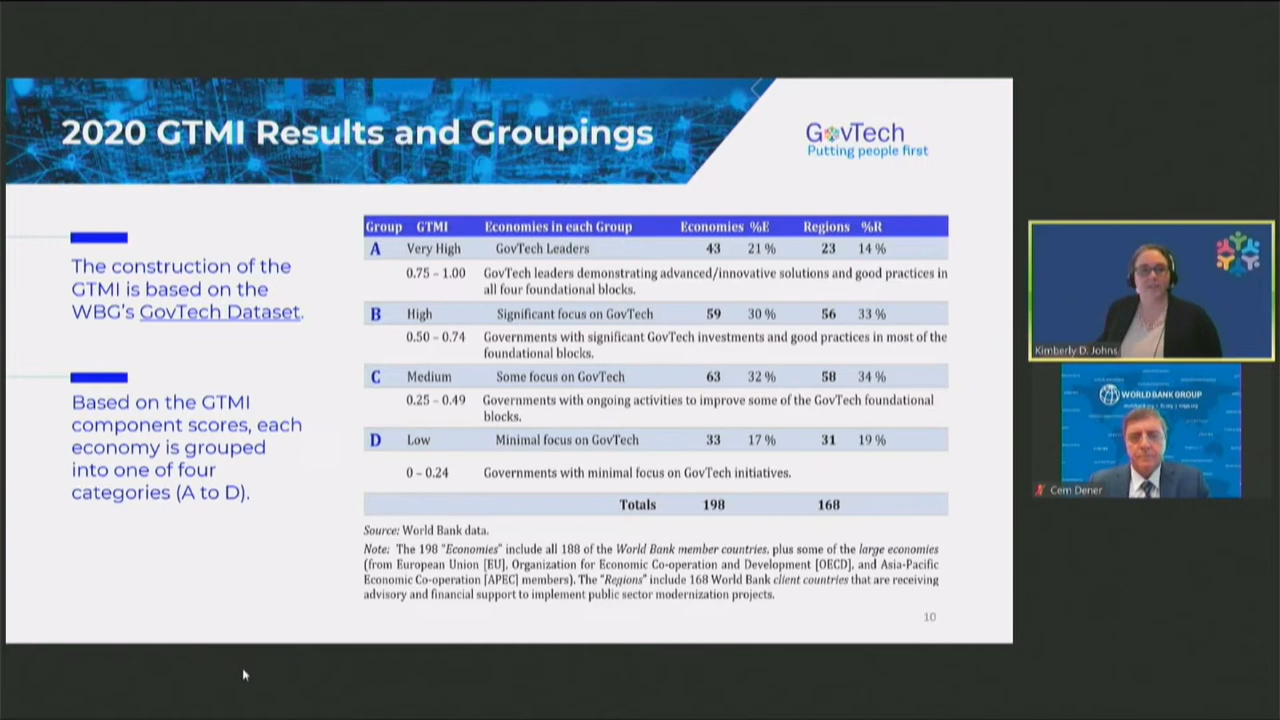 2020 GTMI Results and Groupings
GovTech
Putting people first
The construction of the
GTMI is based on the
WBG's GovTech Dataset.
Based on the GTMI
component scores, each
economy is grouped
into one of four
categories (A to D).
Group GTMI Economies in each Group Economies %E Regions %R
A Very High GovTech Leaders 43 21 % 23 14 %
0.75 – 1.00 GovTech leaders demonstrating advanced/innovative solutions and good practices in
all four foundational blocks.
B High Significant focus on GovTech 59 30 % 56 33 %
0.50 – 0.74 Governments with significant GovTech investments and good practices in most of the
foundational blocks.
C Medium Some focus on GovTech 63 32 % 58 34 %
0.25 – 0.49 Governments with ongoing activities to improve some of the GovTech foundational
blocks.
D Low Minimal focus on GovTech 33 17 % 31 19 %
0 – 0.24 Governments with minimal focus on GovTech initiatives.
Totals 198 168
Source: World Bank data.
Note: The 198 "Economies" include all 188 of the World Bank member countries, plus some of the large economies
(from European Union [EU], Organization for Economic Co-operation and Development [OECD], and Asia-Pacific
Economic Co-operation [APEC] members). The "Regions" include 168 World Bank client countries that are receiving
advisory and financial support to implement public sector modernization projects.
10
Kimberly D. Johns
WORLD BANK GROUP
Cem Dener